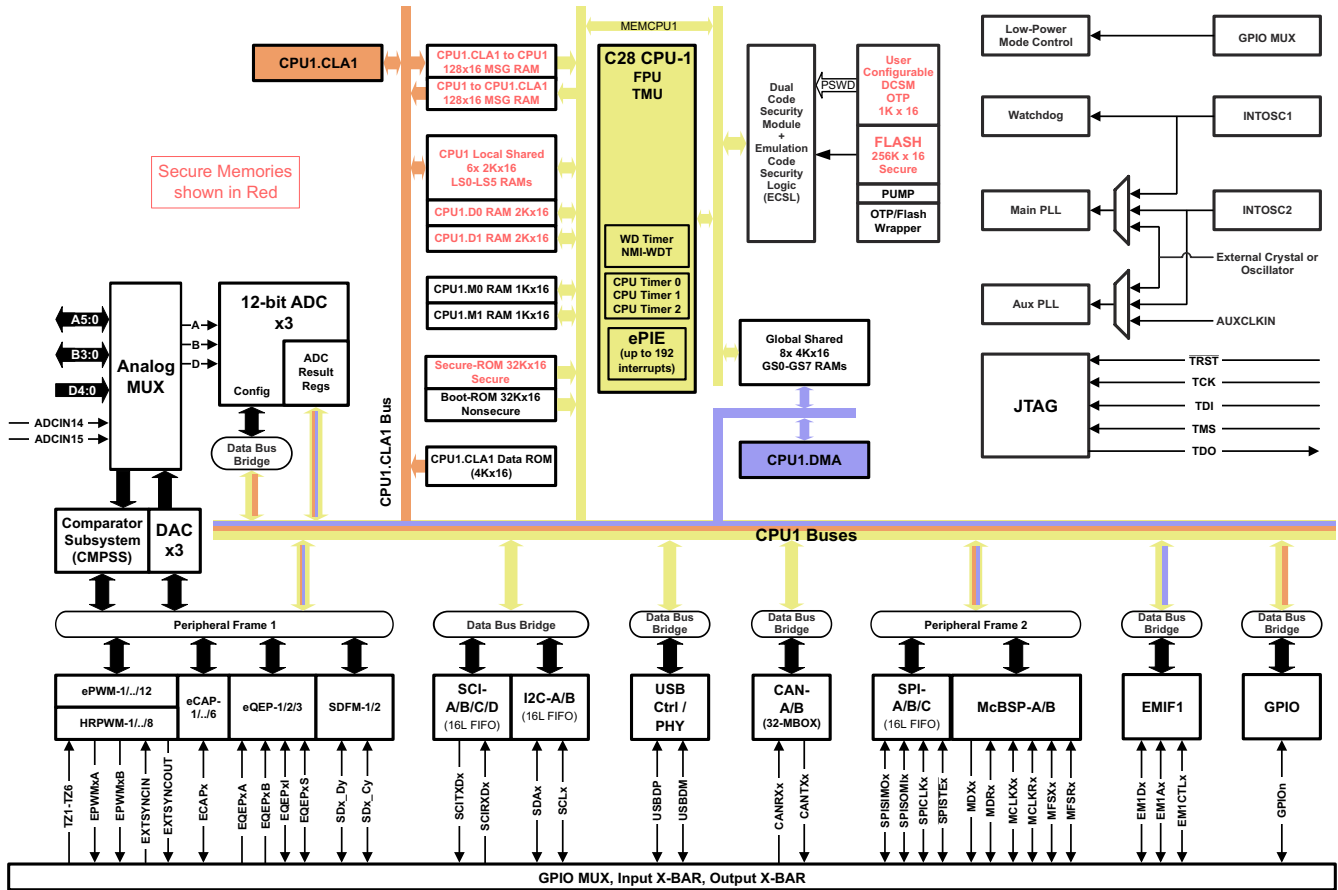 MEMCPU1
CPU1.CLA1
CPU1.CLA1 to CPU1
128x16 MSG RAM
CPU1 to CPU1.CLA1
128x16 MSG RAM
C28 CPU-1
FPU
TMU
Dual
Code
Security
Module
+
Emulation
Code
Security
Logic
(ECSL)
PSWD
User
Configurable
DCSM
OTP
1K x 16
FLASH
256K x 16
Secure
PUMP
OTP/Flash
Wrapper
Low-Power
Mode Control
GPIO MUX
Watchdog
INTOSC1
Main PLL
INTOSC2
External Crystal or
Oscillator
Aux PLL
AUXCLKIN
Secure Memories
shown in Red
CPU1 Local Shared
6x 2Kx16
LS0-LS5 RAMs
CPU1.D0 RAM 2Kx16
CPU1.D1 RAM 2Kx16
WD Timer
NMI-WDT
CPU1.M0 RAM 1Kx16
CPU1.M1 RAM 1Kx16
CPU Timer 0
CPU Timer 1
CPU Timer 2
ePIE
(up to 192
interrupts)
Global Shared
8x 4Kx16
GS0-GS7 RAMs
Secure-ROM 32Kx16
Secure
Boot-ROM 32Kx16
Nonsecure
CPU1.CLA1 Data ROM
(4Kx16)
CPU1.CLA1 Bus
CPU1.DMA
JTAG
TRST
TCK
TDI
TMS
TDO
A5:0
B3:0
D4:0
ADCIN14
ADCIN15
Analog
MUX
A
B
D
12-bit ADC
x3
Config
ADC
Result
Regs
Data Bus
Bridge
Comparator
Subsystem
(CMPSS)
DAC
x3
CPU1 Buses
Peripheral Frame 1
Data Bus Bridge
Data Bus
Bridge
Data Bus
Bridge
Peripheral Frame 2
Data Bus
Bridge
Data Bus
Bridge
ePWM-1/../12
HRPWM-1/../8
eCAP-
1/../6
eQEP-1/2/3
SDFM-1/2
SCI-
A/B/C/D
(16L FIFO)
I2C-A/B
(16L FIFO)
USB
Ctrl /
PHY
CAN-
A/B
(32-MBOX)
SPI-
A/B/C
(16L FIFO)
McBSP-A/B
EMIF1
GPIO
TZ1-TZ6
EPWMxA
EPWMxB
EXTSYNCIN
EXTSYNCOUT
ECAPx
EQEPxA
EQEPxB
EQEPxI
EQEPxS
SDx_Dy
SDx_Cy
SCITXDx
SCIRXDx
SDAx
SCLx
USBDP
USBDM
CANRXx
CANTXx
SPISIMOx
SPISOMIx
SPICLKx
SPISTEx
MDXx
MDRx
MCLKXx
MCLKRx
MFSXx
MFSRx
EM1Dx
EM1Ax
EM1CTLx
GPIOn
GPIO MUX, Input X-BAR, Output X-BAR